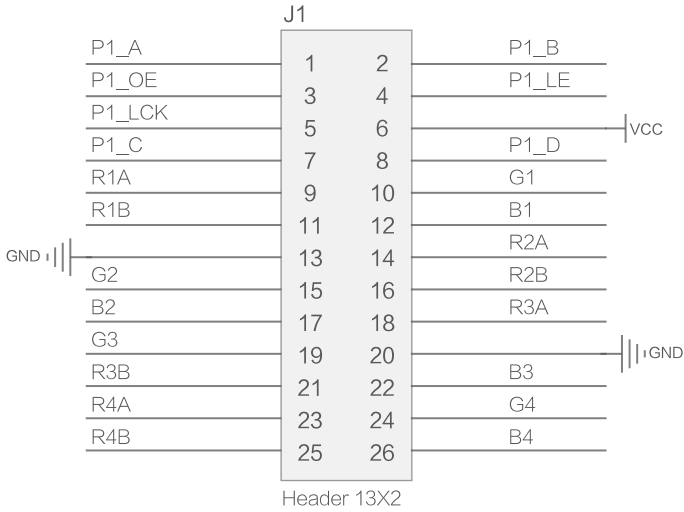 J1
P1_A 1 2 P1_B
P1_OE 3 4 P1_LE
P1_LCK 5 6 VCC
P1_C 7 8 P1_D
R1A 9 10 G1
R1B 11 12 B1
GND 13 14 R2A
G2 15 16 R2B
B2 17 18 R3A
G3 19 20 GND
R3B 21 22 B3
R4A 23 24 G4
R4B 25 26 B4
Header 13X2